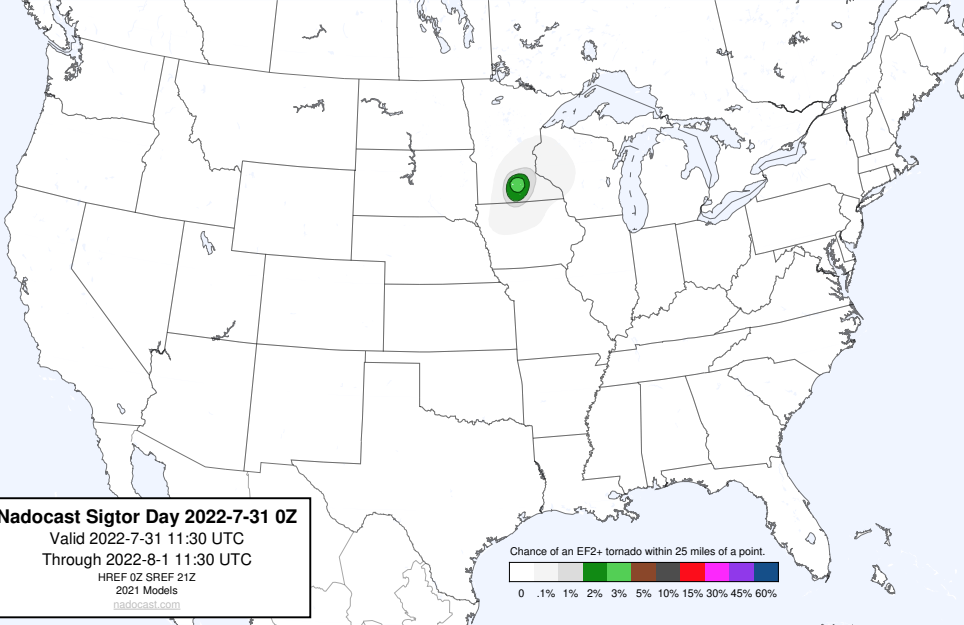 Nadocast Sigtor Day 2022-7-31 0Z
Valid 2022-7-31 11:30 UTC
Through 2022-8-1 11:30 UTC
HREF 0Z SREF 21Z
2021 Models
nadocast.com
Chance of an EF2+ tornado within 25 miles of a point.
0 .1% 1% 2% 3% 5% 10% 15% 30% 45% 60%